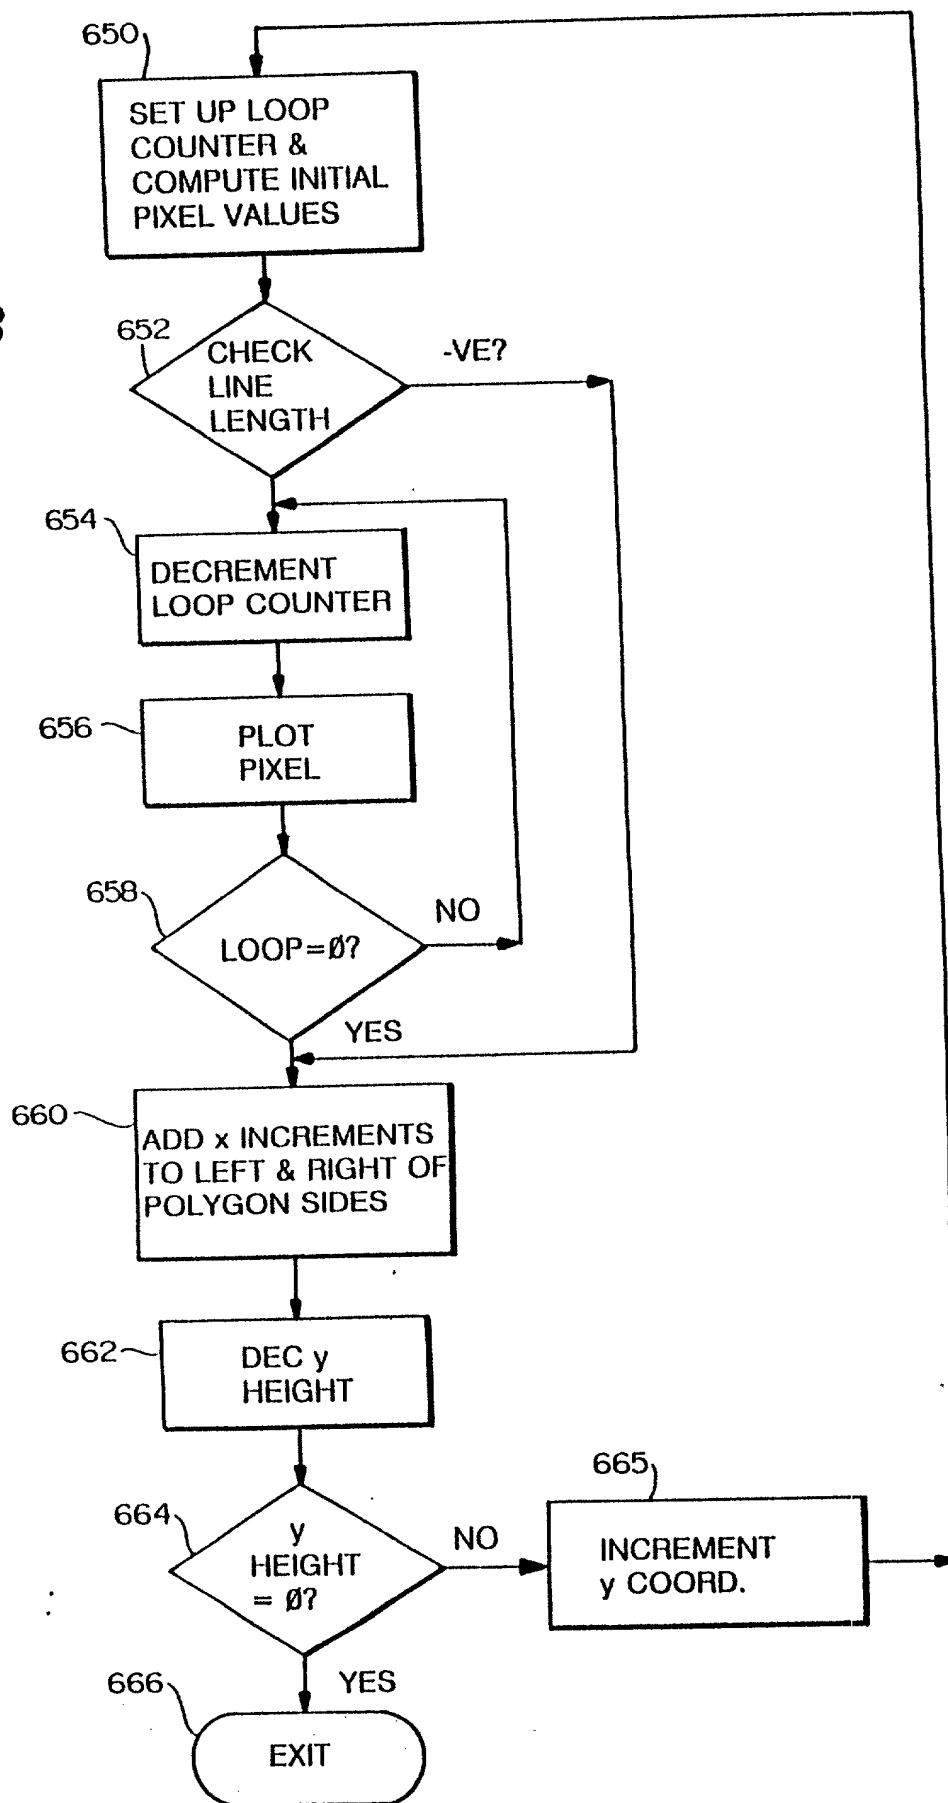 650
SET UP LOOP
COUNTER &
COMPUTE INITIAL
PIXEL VALUES
652
CHECK
LINE
LENGTH
-VE?
654
DECREMENT
LOOP COUNTER
656
PLOT
PIXEL
658
LOOP=Ø?
NO
YES
660
ADD x INCREMENTS
TO LEFT & RIGHT OF
POLYGON SIDES
662
DEC y
HEIGHT
664
y
HEIGHT
= Ø?
NO
665
INCREMENT
y COORD.
YES
666
EXIT